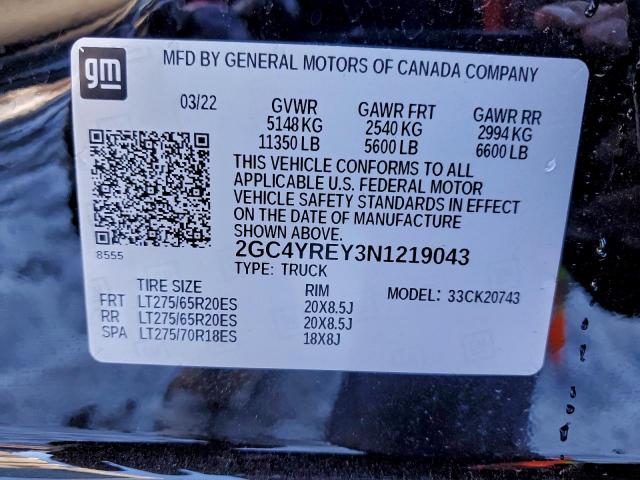 gm
MFD BY GENERAL MOTORS OF CANADA COMPANY
03/22 GVWR GAWR FRT GAWR RR
5148 KG 2540 KG 2994 KG
11350 LB 5600 LB 6600 LB
THIS VEHICLE CONFORMS TO ALL
APPLICABLE U.S. FEDERAL MOTOR
VEHICLE SAFETY STANDARDS IN EFFECT
ON THE DATE OF MANUFACTURE
SHOWN ABOVE.
8555 2GC4YREY3N1219043
TYPE: TRUCK
TIRE SIZE RIM MODEL: 33CK20743
FRT LT275/65R20ES 20X8.5J
RR LT275/65R20ES 20X8.5J
SPA LT275/70R18ES 18X8J